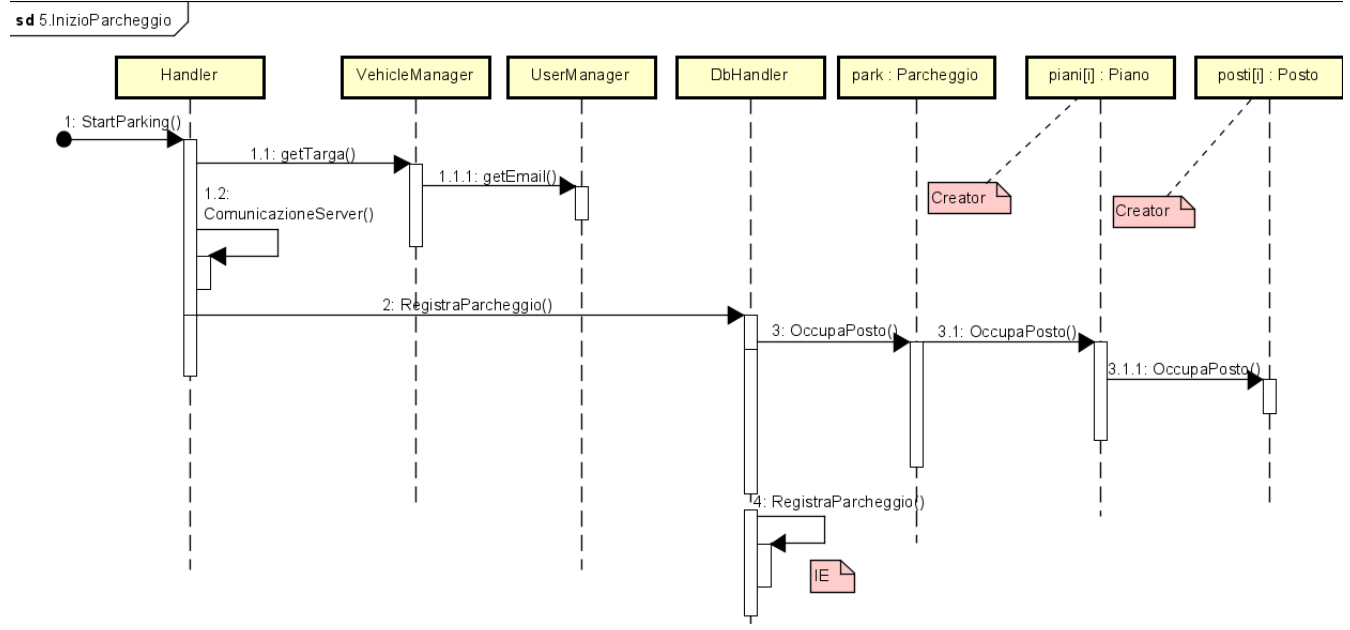 sd 5.InizioParcheggio
Handler
VehicleManager
UserManager
DbHandler
park : Parcheggio
piani[i] : Piano
posti[i] : Posto
1: StartParking()
1.1: getTarga()
1.1.1: getEmail()
1.2:
ComunicazioneServer()
Creator
Creator
2: RegistraParcheggio()
3: OccupaPosto()
3.1: OccupaPosto()
3.1.1: OccupaPosto()
4: RegistraParcheggio()
IE